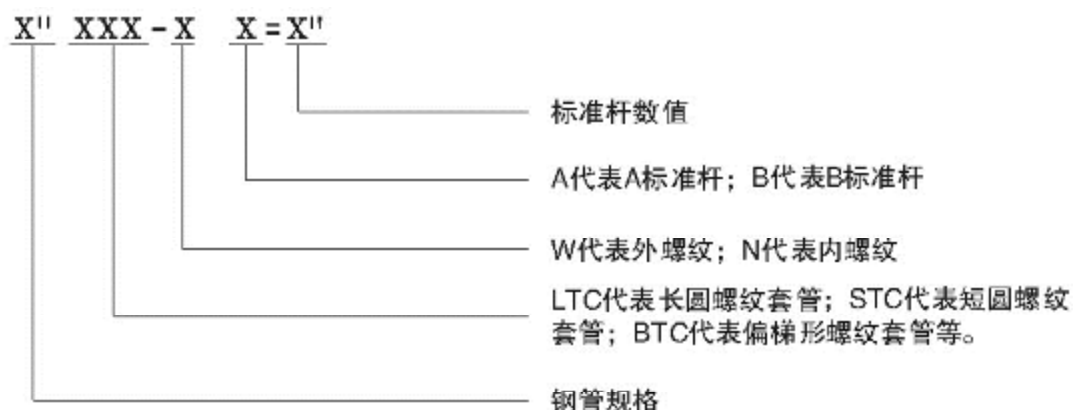 X" XXX-X X=X"
标准杆数值
A代表A标准杆；B代表B标准杆
W代表外螺纹；N代表内螺纹
LTC代表长圆螺纹套管；STC代表短圆螺纹
套管；BTC代表偏梯形螺纹套管等。
钢管规格